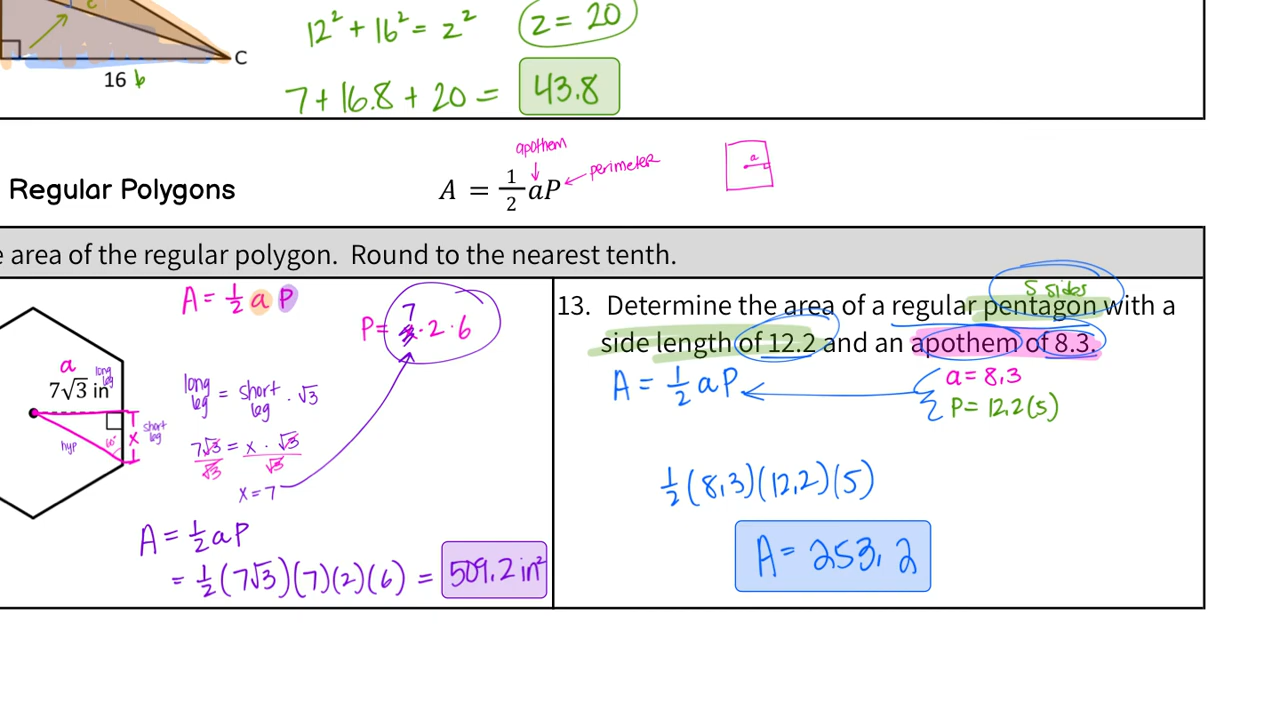 12² + 16² = z²
z = 20
c
C
16 b
7 + 16.8 + 20 = 43.8
apothem
perimeter
a
Regular Polygons
A = 1/2 aP
e area of the regular polygon. Round to the nearest tenth.
A = 1/2 a P
7
P = · 2 · 6
a
long leg
7√3 in
short leg
x
60°
hyp
long leg = short leg · √3
7√3 = x · √3
√3 √3
x = 7
A = 1/2 aP
= 1/2 (7√3)(7)(2)(6) = 509.2 in²
5 sides
13. Determine the area of a regular pentagon with a
side length of 12.2 and an apothem of 8.3.
A = 1/2 aP
a = 8.3
P = 12.2(5)
1/2 (8.3)(12.2)(5)
A = 253.2